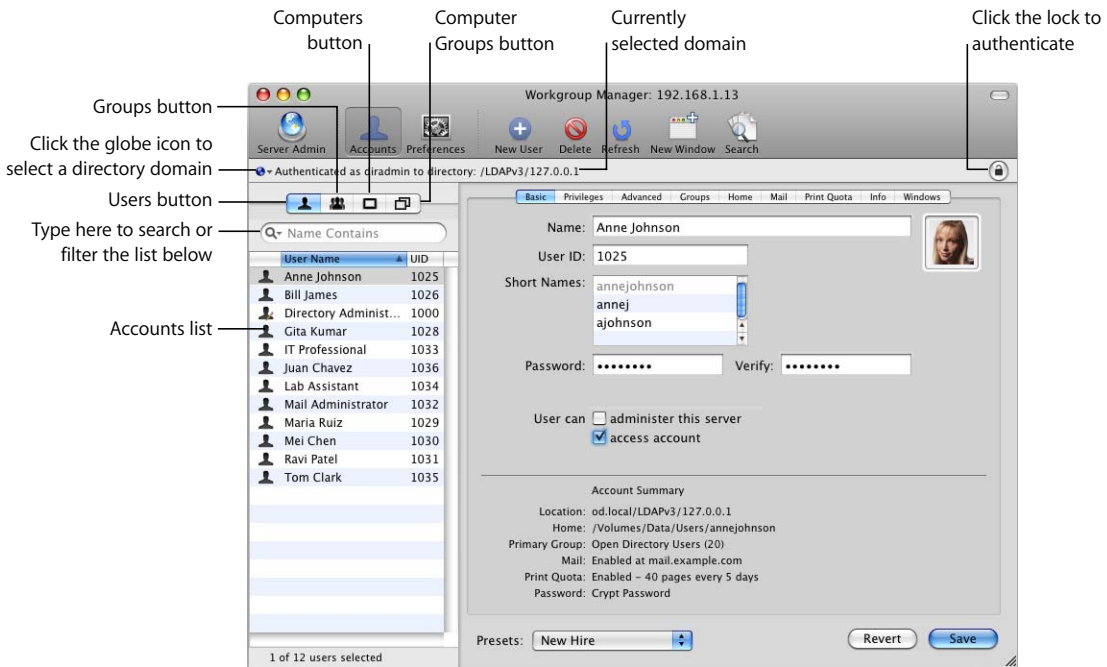 Computers
button
Computer
Groups button
Currently
selected domain
Click the lock to
authenticate
Groups button
Click the globe icon to
select a directory domain
Users button
Type here to search or
filter the list below
Accounts list
Workgroup Manager: 192.168.1.13
Server Admin Accounts Preferences New User Delete Refresh New Window Search
Authenticated as diradmin to directory: /LDAPv3/127.0.0.1
Name Contains
User Name UID
Anne Johnson 1025
Bill James 1026
Directory Administ... 1000
Gita Kumar 1028
IT Professional 1033
Juan Chavez 1036
Lab Assistant 1034
Mail Administrator 1032
Maria Ruiz 1029
Mei Chen 1030
Ravi Patel 1031
Tom Clark 1035
1 of 12 users selected
Basic Privileges Advanced Groups Home Mail Print Quota Info Windows
Name: Anne Johnson
User ID: 1025
Short Names: annejohnson
annej
ajohnson
Password: •••••••• Verify: ••••••••
User can administer this server
access account
Account Summary
Location: od.local/LDAPv3/127.0.0.1
Home: /Volumes/Data/Users/annejohnson
Primary Group: Open Directory Users (20)
Mail: Enabled at mail.example.com
Print Quota: Enabled – 40 pages every 5 days
Password: Crypt Password
Presets: New Hire Revert Save